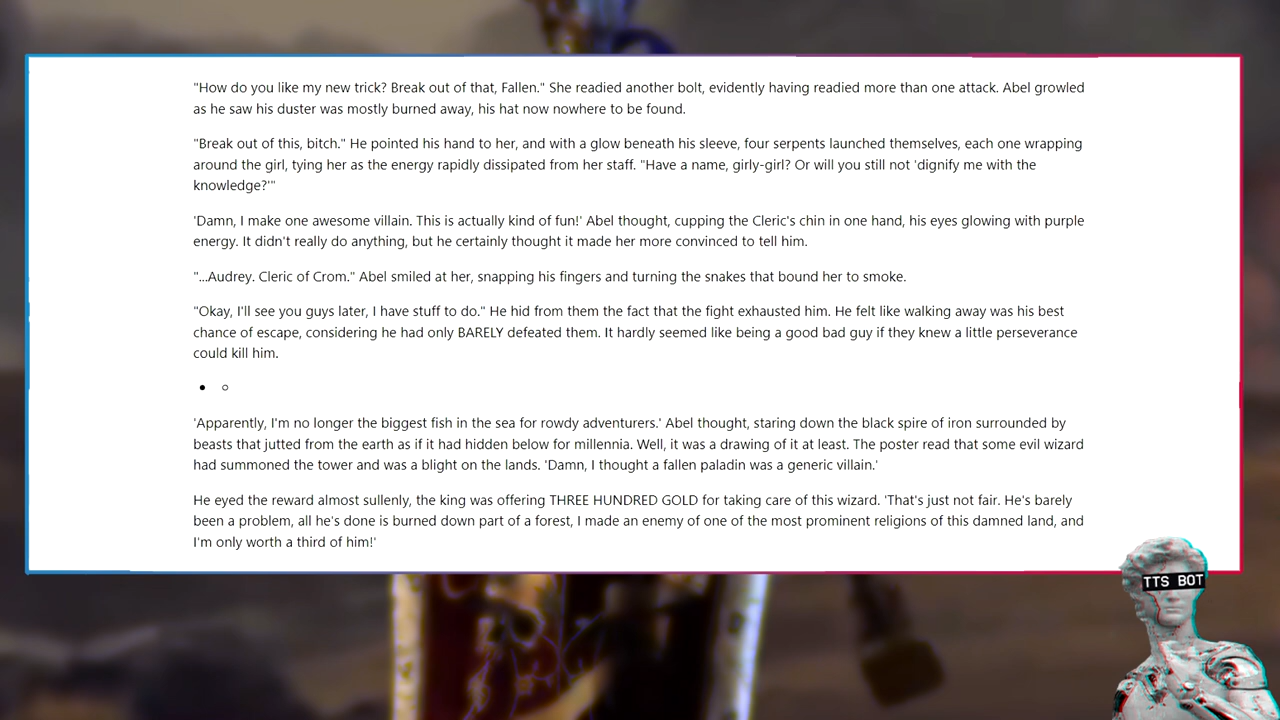 "How do you like my new trick? Break out of that, Fallen." She readied another bolt, evidently having readied more than one attack. Abel growled
as he saw his duster was mostly burned away, his hat now nowhere to be found.
"Break out of this, bitch." He pointed his hand to her, and with a glow beneath his sleeve, four serpents launched themselves, each one wrapping
around the girl, tying her as the energy rapidly dissipated from her staff. "Have a name, girly-girl? Or will you still not 'dignify me with the
knowledge?'"
'Damn, I make one awesome villain. This is actually kind of fun!' Abel thought, cupping the Cleric's chin in one hand, his eyes glowing with purple
energy. It didn't really do anything, but he certainly thought it made her more convinced to tell him.
"...Audrey. Cleric of Crom." Abel smiled at her, snapping his fingers and turning the snakes that bound her to smoke.
"Okay, I'll see you guys later, I have stuff to do." He hid from them the fact that the fight exhausted him. He felt like walking away was his best
chance of escape, considering he had only BARELY defeated them. It hardly seemed like being a good bad guy if they knew a little perseverance
could kill him.
'Apparently, I'm no longer the biggest fish in the sea for rowdy adventurers.' Abel thought, staring down the black spire of iron surrounded by
beasts that jutted from the earth as if it had hidden below for millennia. Well, it was a drawing of it at least. The poster read that some evil wizard
had summoned the tower and was a blight on the lands. 'Damn, I thought a fallen paladin was a generic villain.'
He eyed the reward almost sullenly, the king was offering THREE HUNDRED GOLD for taking care of this wizard. 'That's just not fair. He's barely
been a problem, all he's done is burned down part of a forest, I made an enemy of one of the most prominent religions of this damned land, and
I'm only worth a third of him!'
TTS BOT